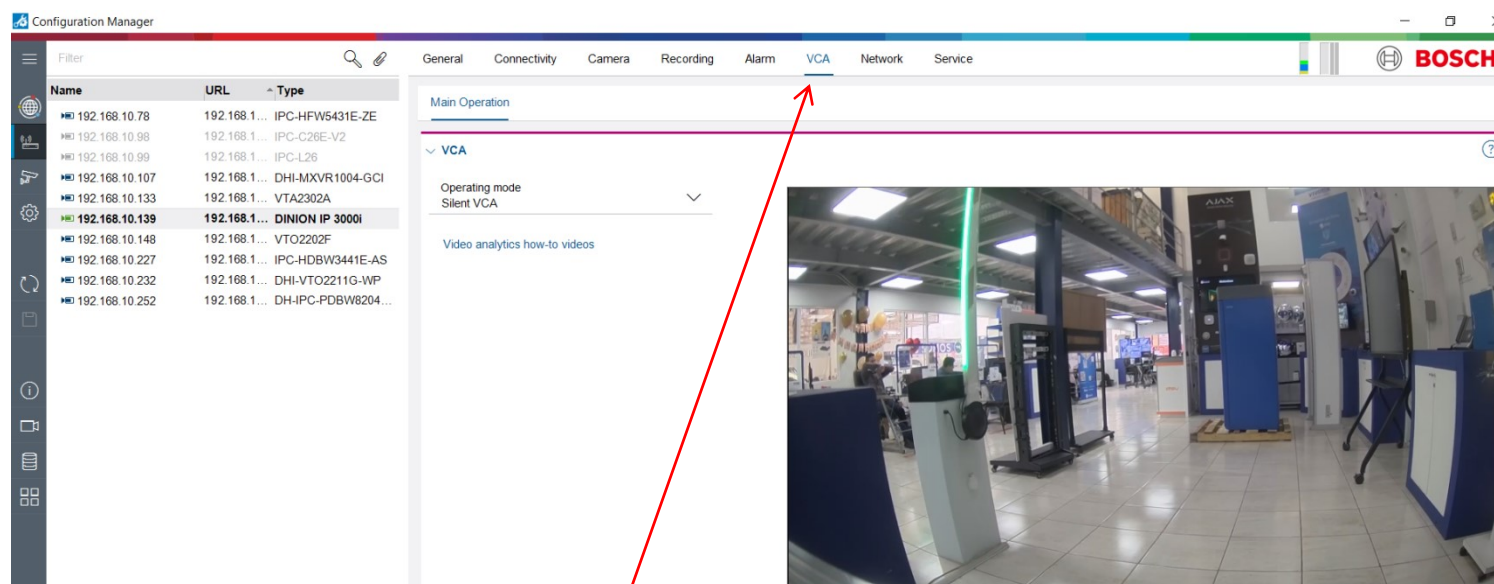 Configuration Manager
Filter
General Connectivity Camera Recording Alarm VCA Network Service
BOSCH
Name URL Type
192.168.10.78 192.168.1... IPC-HFW5431E-ZE
192.168.10.98 192.168.1... IPC-C26E-V2
192.168.10.99 192.168.1... IPC-L26
192.168.10.107 192.168.1... DHI-MXVR1004-GCI
192.168.10.133 192.168.1... VTA2302A
192.168.10.139 192.168.1... DINION IP 3000i
192.168.10.148 192.168.1... VTO2202F
192.168.10.227 192.168.1... IPC-HDBW3441E-AS
192.168.10.232 192.168.1... DHI-VTO2211G-WP
192.168.10.252 192.168.1... DH-IPC-PDBW8204...
Main Operation
VCA
?
Operating mode
Silent VCA
Video analytics how-to videos
AJAX